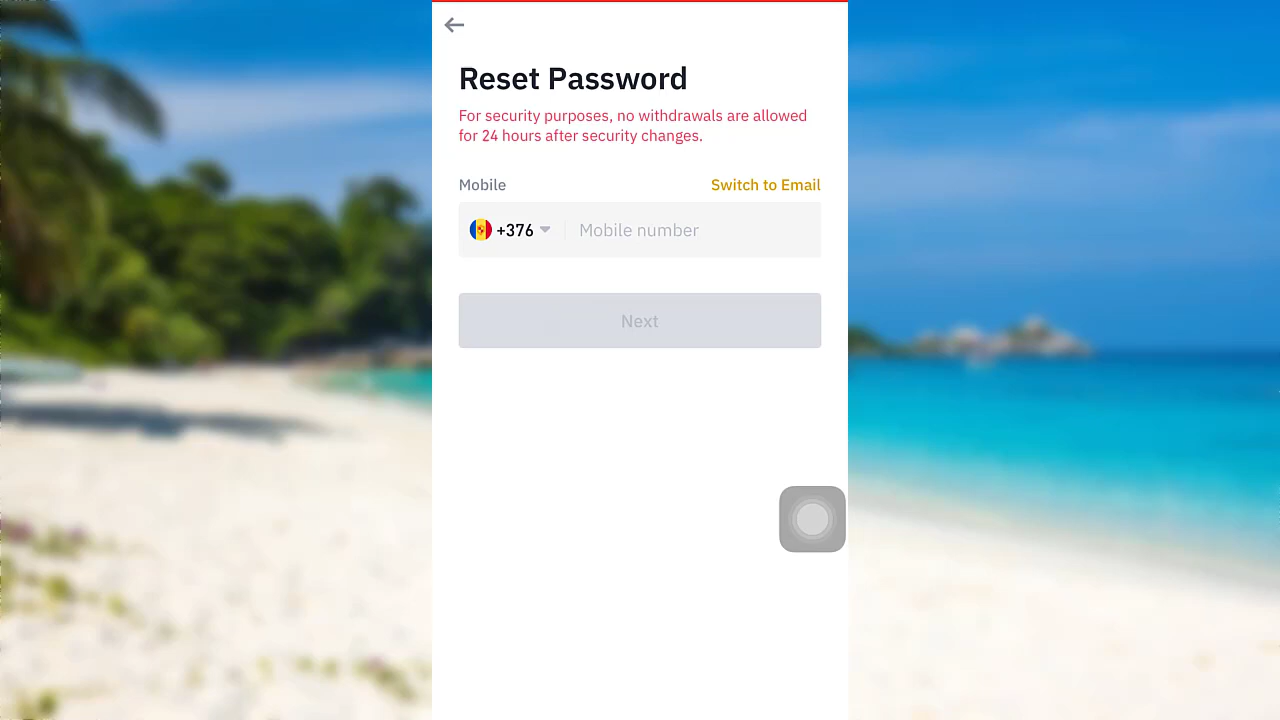 Reset Password
For security purposes, no withdrawals are allowed
for 24 hours after security changes.
Mobile Switch to Email
+376 Mobile number
Next